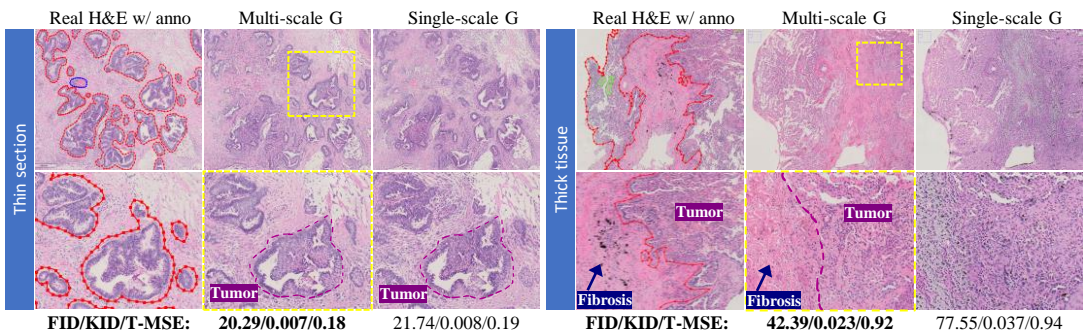 Real H&E w/ anno Multi-scale G Single-scale G
Real H&E w/ anno Multi-scale G Single-scale G
Thin section
Tumor
Tumor
Thick tissue
Tumor
Tumor
Fibrosis
Fibrosis
FID/KID/T-MSE: 20.29/0.007/0.18 21.74/0.008/0.19
FID/KID/T-MSE: 42.39/0.023/0.92 77.55/0.037/0.94